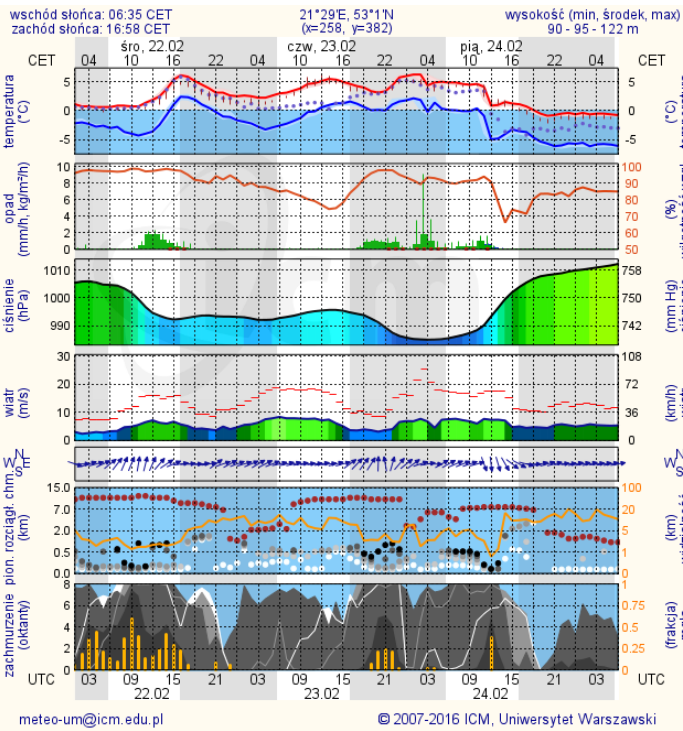 wschód słońca: 06:35 CET 21°29'E, 53°1'N wysokość (min, środek, max)
zachód słońca: 16:58 CET (x=258, y=382) 90 - 95 - 122 m
śro, 22.02 czw, 23.02 pią, 24.02
CET 04 10 16 22 04 10 16 22 04 10 16 22 04 CET
temperatura
(°C)
5
0
-5
5
0
-5
(°C)
opad
(mm/h, kg/m²/h)
10
8
6
4
2
0
100
90
80
70
60
50
(%)
ciśnienie
(hPa)
1010
1000
990
758
750
742
(mm Hg)
ciśnienie
wiatr
(m/s)
30
20
10
0
108
72
36
0
(km/h)
N
W E
S
pion. rozciągł. chm.
(km)
15.0
7.0
2.0
0.5
0.0
100
20
5
1
0
(km)
zachmurzenie
(oktanty)
8
6
4
2
0
1
0.75
0.5
0.25
0
(frakcja)
UTC 03 09 15 21 03 09 15 21 03 09 15 21 03 UTC
22.02 23.02 24.02
meteo-um@icm.edu.pl © 2007-2016 ICM, Uniwersytet Warszawski